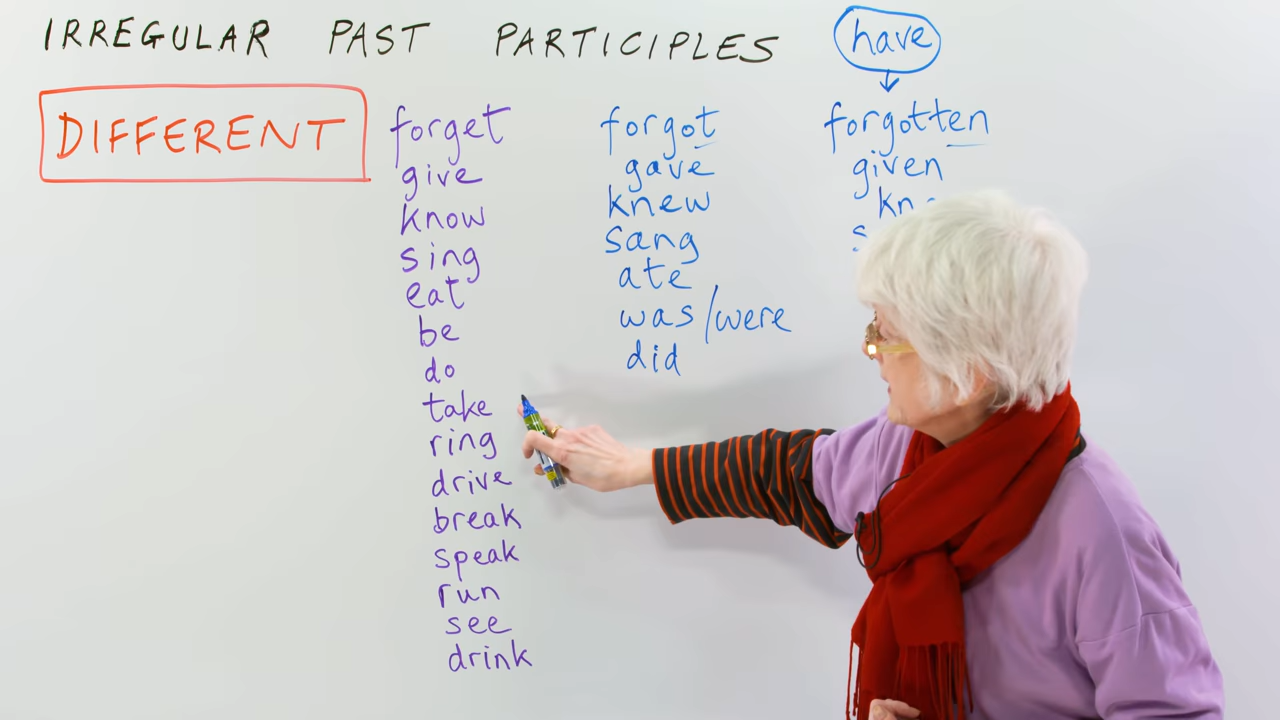 IRREGULAR PAST PARTICIPLES have
DIFFERENT forget forgot forgotten
give gave given
know knew
sing sang
eat ate
be was/were
do did
take
ring
drive
break
speak
run
see
drink